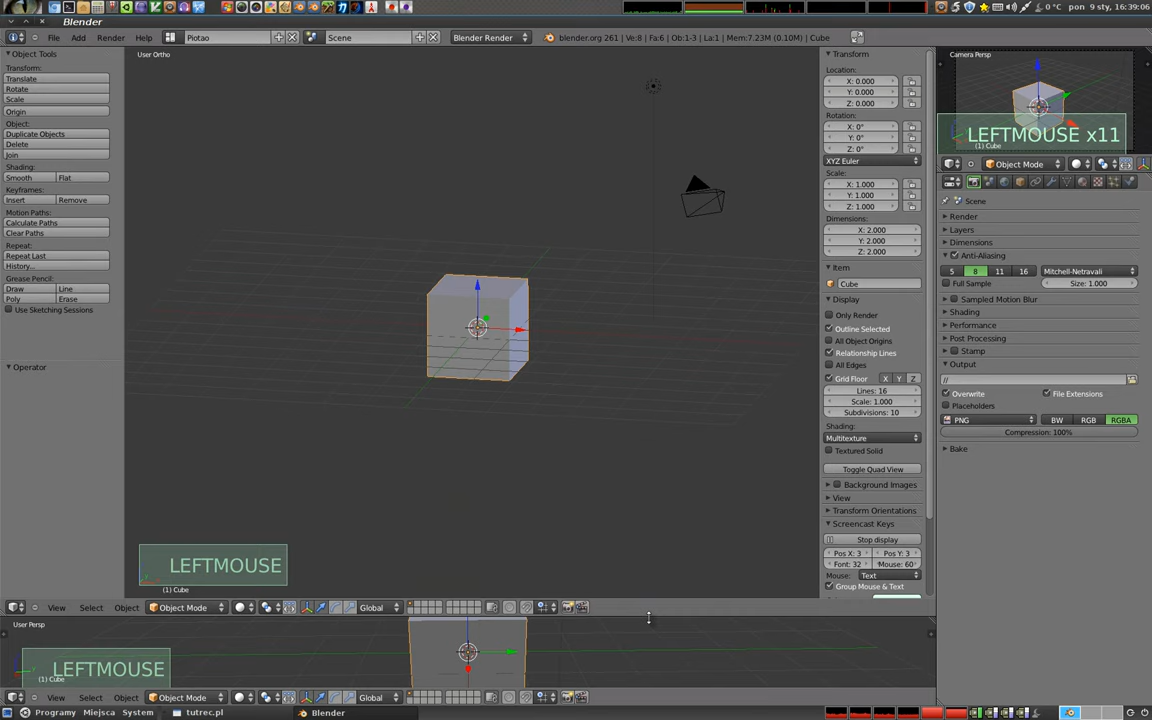 0 °C pon 9 sty, 16:39:06
Blender
File Add Render Help Piotao Scene Blender Render blender.org 261 | Ve:8 | Fa:6 | Ob:1-3 | La:1 | Mem:7.23M (0.10M) | Cube
Object Tools
Transform:
Translate
Rotate
Scale
Origin
Object:
Duplicate Objects
Delete
Join
Shading:
Smooth Flat
Keyframes:
Insert Remove
Motion Paths:
Calculate Paths
Clear Paths
Repeat:
Repeat Last
History...
Grease Pencil:
Draw Line
Poly Erase
Use Sketching Sessions
Operator
User Ortho
LEFTMOUSE
(1) Cube
Transform
Location:
X: 0.000
Y: 0.000
Z: 0.000
Rotation:
X: 0°
Y: 0°
Z: 0°
XYZ Euler
Scale:
X: 1.000
Y: 1.000
Z: 1.000
Dimensions:
X: 2.000
Y: 2.000
Z: 2.000
Item
Cube
Display
Only Render
Outline Selected
All Object Origins
Relationship Lines
All Edges
Grid Floor X Y Z
Lines: 16
Scale: 1.000
Subdivisions: 10
Shading:
Multitexture
Textured Solid
Toggle Quad View
Background Images
View
Transform Orientations
Screencast Keys
Stop display
Pos X: 3 Pos Y: 3
Font: 32 Mouse: 60
Mouse: Text
Group Mouse & Text
Camera Persp
LEFTMOUSE x11
(1) Cube
Object Mode
Scene
Render
Layers
Dimensions
Anti-Aliasing
5 8 11 16 Mitchell-Netravali
Full Sample Size: 1.000
Sampled Motion Blur
Shading
Performance
Post Processing
Stamp
Output
//
Overwrite File Extensions
Placeholders
PNG BW RGB RGBA
Compression: 100%
Bake
View Select Object Object Mode Global
User Persp
LEFTMOUSE
(1) Cube
View Select Object Object Mode Global
Programy Miejsca System tutrec.pl Blender